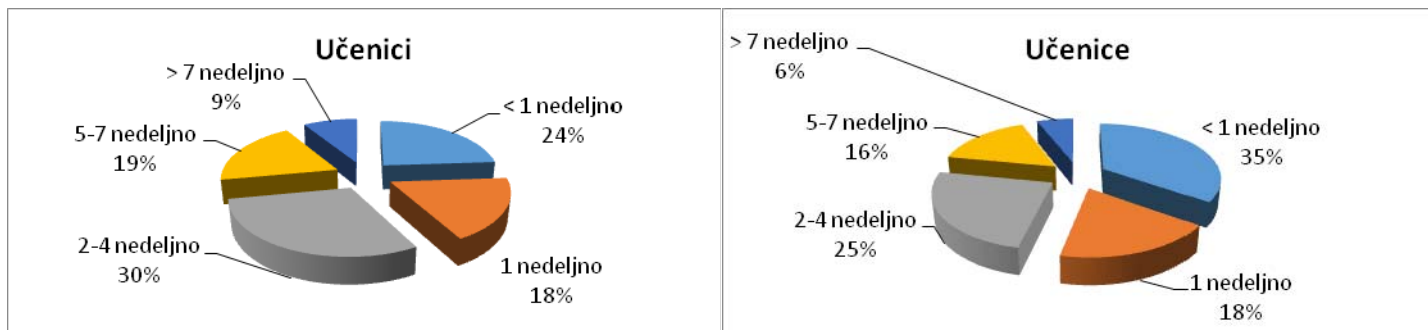 Učenici
> 7 nedeljno
9%
< 1 nedeljno
24%
5-7 nedeljno
19%
2-4 nedeljno
30%
1 nedeljno
18%
Učenice
> 7 nedeljno
6%
5-7 nedeljno
16%
< 1 nedeljno
35%
2-4 nedeljno
25%
1 nedeljno
18%